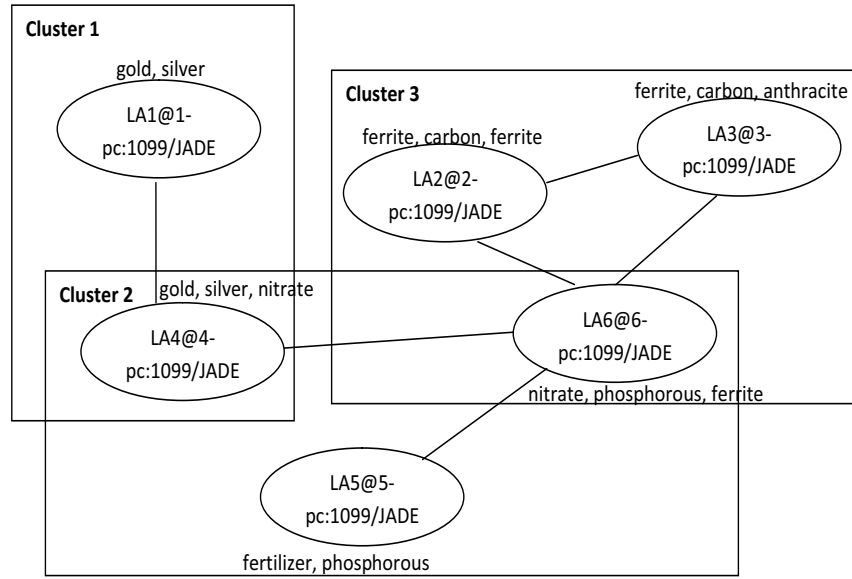 Cluster 1
gold, silver
LA1@1-
pc:1099/JADE
Cluster 3
ferrite, carbon, anthracite
LA3@3-
pc:1099/JADE
ferrite, carbon, ferrite
LA2@2-
pc:1099/JADE
Cluster 2
gold, silver, nitrate
LA4@4-
pc:1099/JADE
LA6@6-
pc:1099/JADE
nitrate, phosphorous, ferrite
LA5@5-
pc:1099/JADE
fertilizer, phosphorous